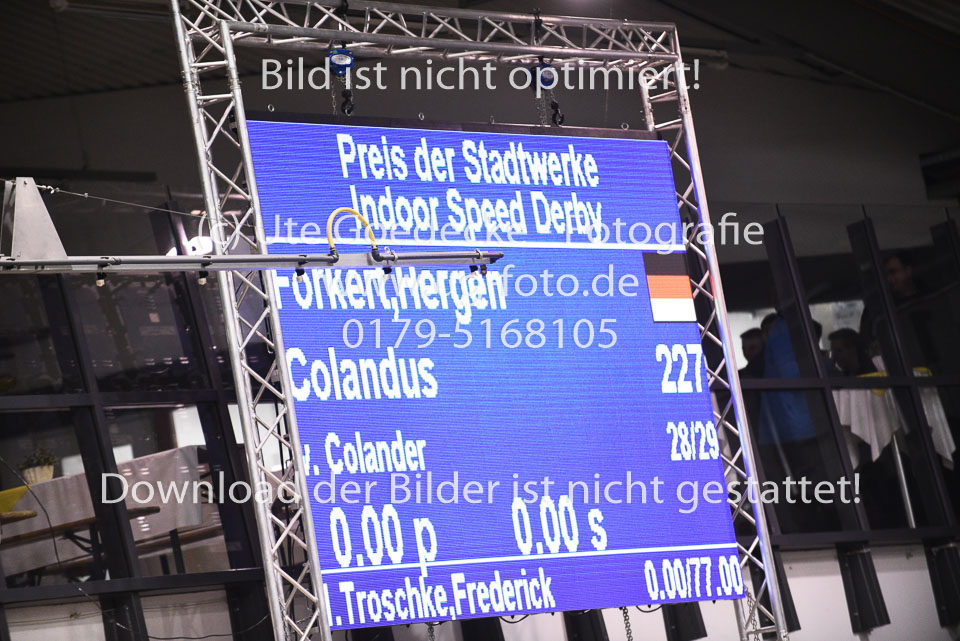 Bild ist nicht optimiert!
Preis der Stadtwerke
Indoor Speed Derby
(c) Ute Goedecke - Fotografie
Forkert,Hergen
foto.de
0179-5168105
Colandus 227
v. Colander 28/29
Download der Bilder ist nicht gestattet!
0.00 p 0.00 s
Troschke,Frederick 0.00/77.00